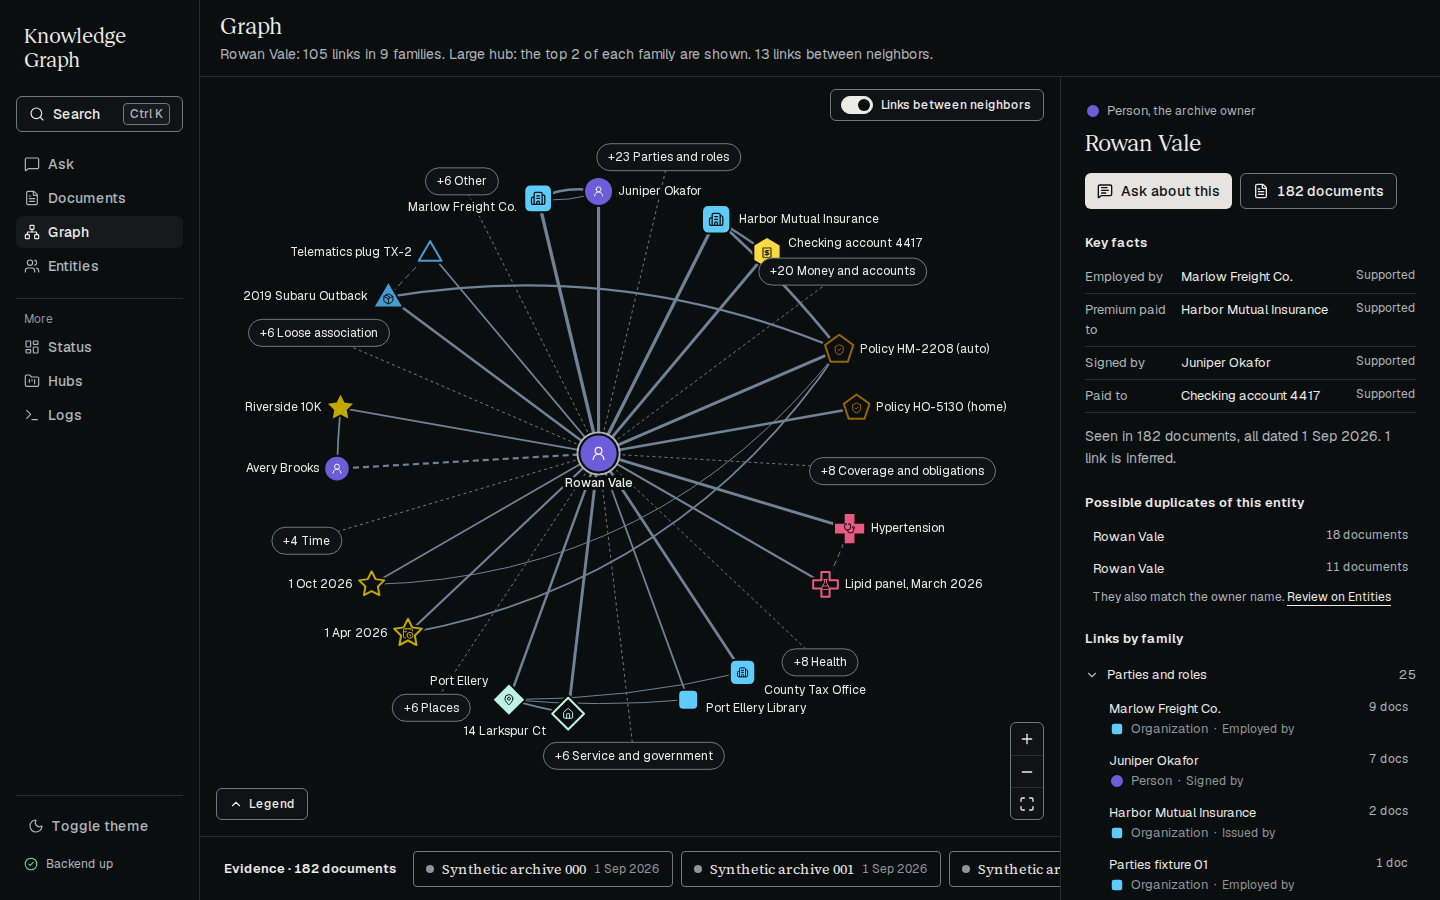 Knowledge
Graph
Search
Ctrl K
Ask
Documents
Graph
Entities
More
Status
Hubs
Logs
Toggle theme
Backend up
Graph
Rowan Vale: 105 links in 9 families. Large hub: the top 2 of each family are shown. 13 links between neighbors.
Links between neighbors
+23 Parties and roles
+6 Other
Juniper Okafor
Marlow Freight Co.
Harbor Mutual Insurance
Checking account 4417
Telematics plug TX-2
+20 Money and accounts
2019 Subaru Outback
+6 Loose association
Policy HM-2208 (auto)
Riverside 10K
Policy HO-5130 (home)
Avery Brooks
+8 Coverage and obligations
Rowan Vale
Hypertension
+4 Time
1 Oct 2026
Lipid panel, March 2026
1 Apr 2026
+8 Health
Port Ellery
County Tax Office
+6 Places
Port Ellery Library
14 Larkspur Ct
+6 Service and government
Legend
Evidence · 182 documents
Synthetic archive 000 1 Sep 2026
Synthetic archive 001 1 Sep 2026
Synthetic ar
Person, the archive owner
Rowan Vale
Ask about this
182 documents
Key facts
Employed by Marlow Freight Co. Supported
Premium paid to Harbor Mutual Insurance Supported
Signed by Juniper Okafor Supported
Paid to Checking account 4417 Supported
Seen in 182 documents, all dated 1 Sep 2026. 1
link is inferred.
Possible duplicates of this entity
Rowan Vale 18 documents
Rowan Vale 11 documents
They also match the owner name. Review on Entities
Links by family
Parties and roles 25
Marlow Freight Co. 9 docs
Organization · Employed by
Juniper Okafor 7 docs
Person · Signed by
Harbor Mutual Insurance 2 docs
Organization · Issued by
Parties fixture 01 1 doc
Organization · Employed by